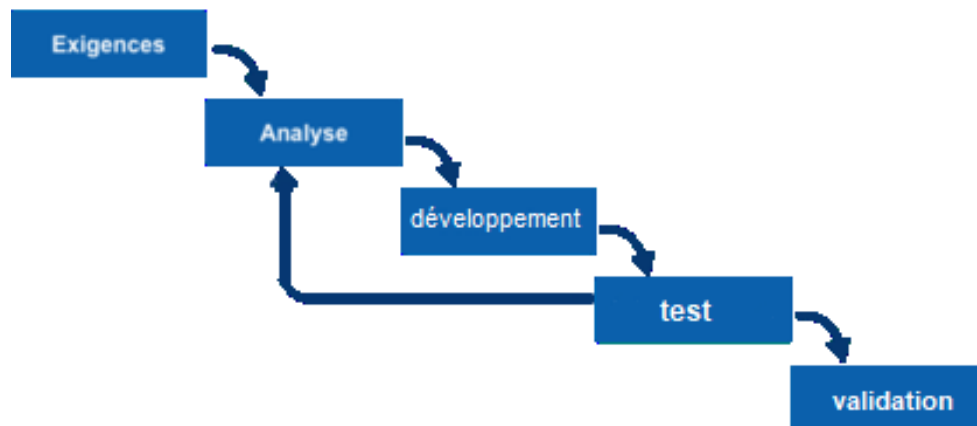 Exigences
Analyse
développement
test
validation